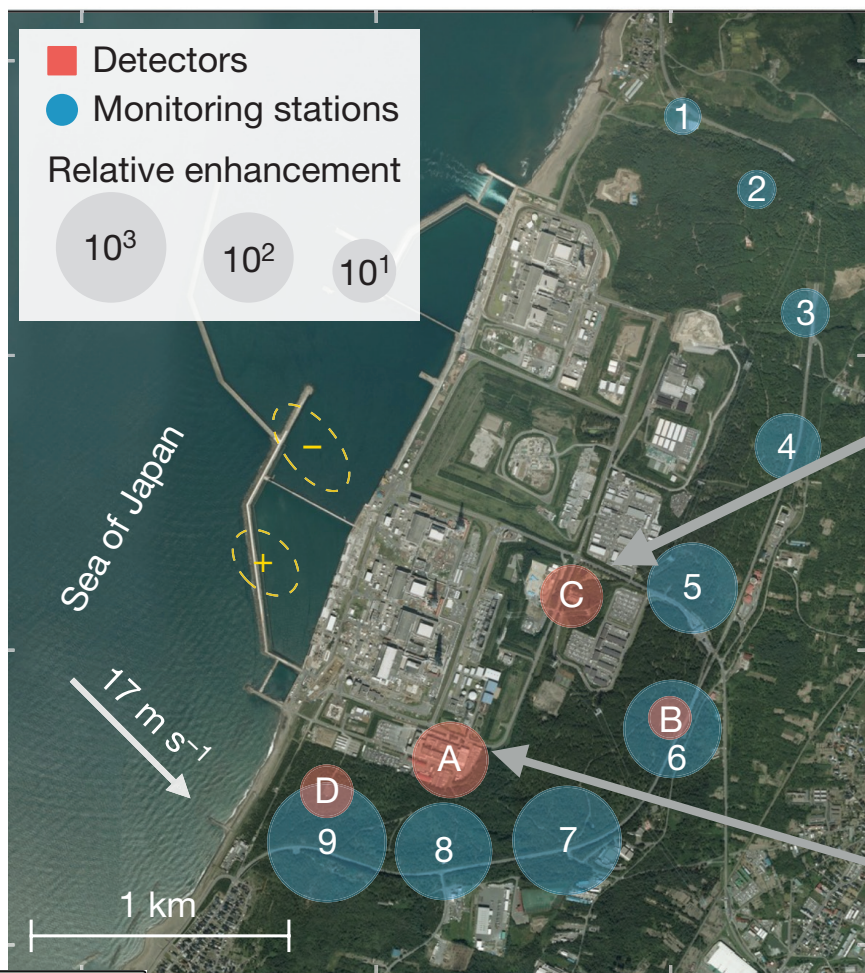 Detectors
Monitoring stations
Relative enhancement
10³
10²
10¹
1
2
3
4
5
C
B
6
A
D
9
8
7
−
+
Sea of Japan
17 m s⁻¹
1 km